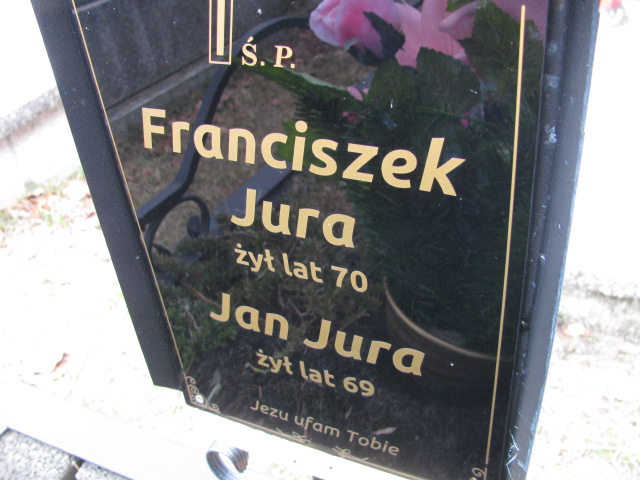 Ś. P.
Franciszek
Jura
żył lat 70
Jan Jura
żył lat 69
Jezu ufam Tobie